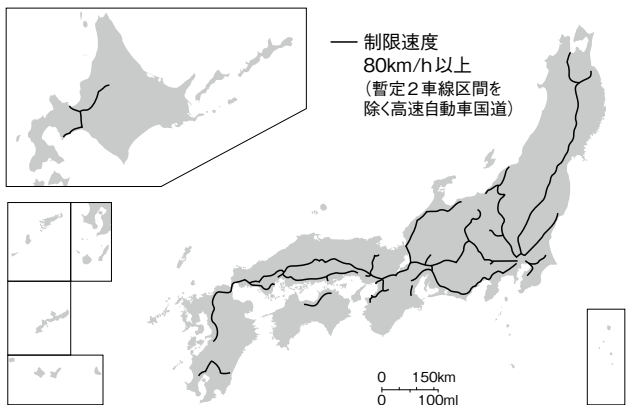 制限速度
80km/h以上
（暫定２車線区間を
除く高速自動車国道）
0 150km
0 100ml